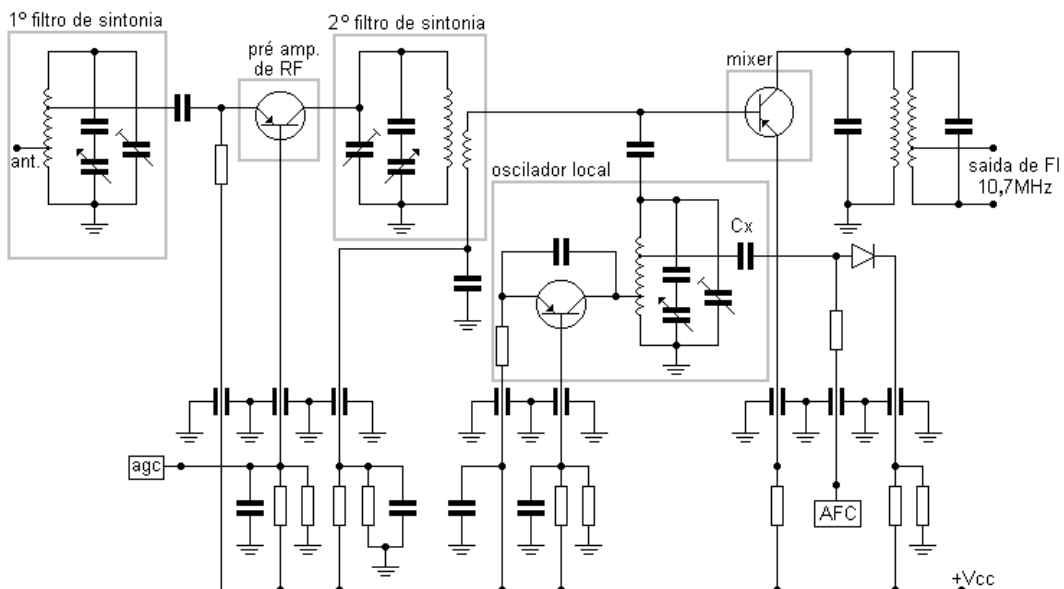 1º filtro de sintonia
2º filtro de sintonia
pré amp.
de RF
mixer
ant.
saida de FI
10,7MHz
oscilador local
Cx
agc
AFC
+Vcc